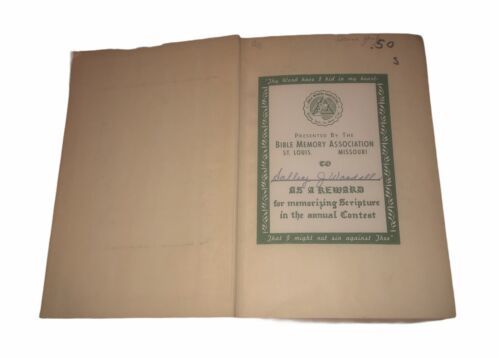 .50
3
"Thy Word have I hid in my heart:
PRESENTED BY THE
BIBLE MEMORY ASSOCIATION
ST. LOUIS, MISSOURI
TO
J
AS A REWARD
for memorizing Scripture
in the annual Contest
That I might not sin against Thee"